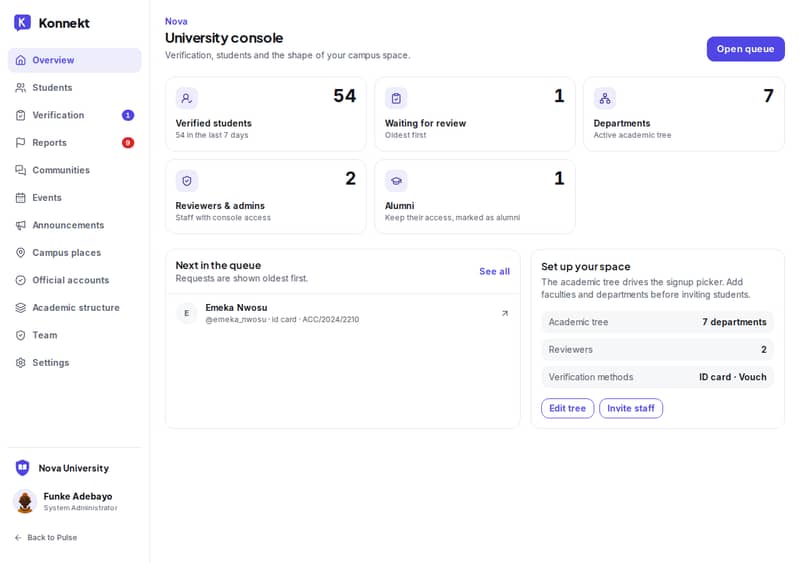 Konnekt
Overview
Students
Verification 1
Reports 9
Communities
Events
Announcements
Campus places
Official accounts
Academic structure
Team
Settings
Nova University
Funke Adebayo
System Administrator
← Back to Pulse
Nova
University console
Verification, students and the shape of your campus space.
Open queue
54
Verified students
54 in the last 7 days
1
Waiting for review
Oldest first
7
Departments
Active academic tree
2
Reviewers & admins
Staff with console access
1
Alumni
Keep their access, marked as alumni
Next in the queue
Requests are shown oldest first.
See all
E
Emeka Nwosu
@emeka_nwosu · id card · ACC/2024/2210
Set up your space
The academic tree drives the signup picker. Add
faculties and departments before inviting students.
Academic tree 7 departments
Reviewers 2
Verification methods ID card · Vouch
Edit tree
Invite staff